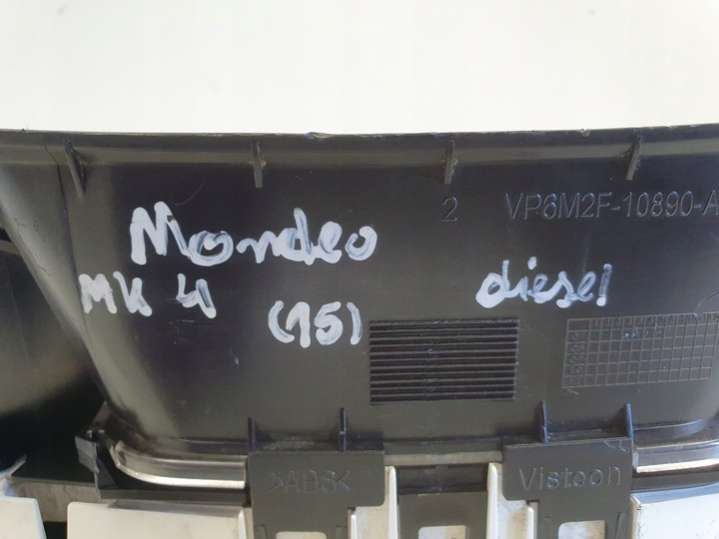 2 VP6M2F-10890-A
Mondeo
MK 4 (15) diesel
>ABS< Visteon